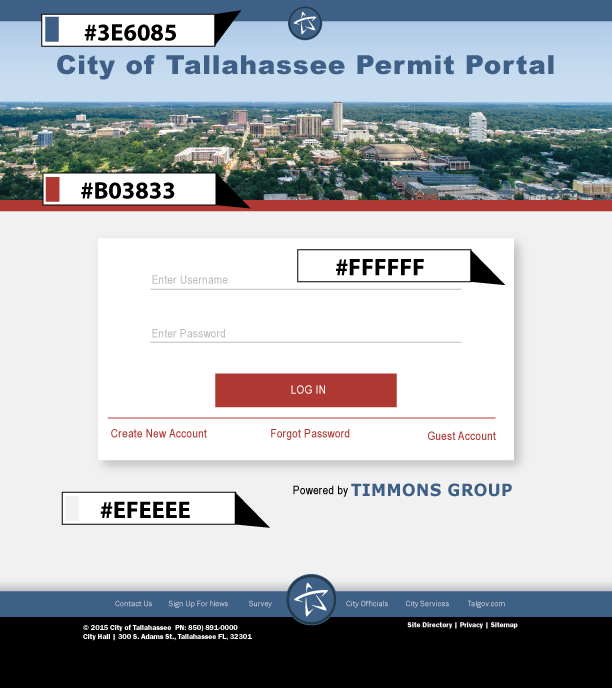 #3E6085
City of Tallahassee Permit Portal
#B03833
#FFFFFF
Enter Username
Enter Password
LOG IN
Create New Account Forgot Password Guest Account
Powered by TIMMONS GROUP
#EFEEEE
Contact Us Sign Up For News Survey City Officials City Services Talgov.com
© 2015 City of Tallahassee PN: 850) 891-0000 Site Directory | Privacy | Sitemap
City Hall | 300 S. Adams St., Tallahassee FL, 32301